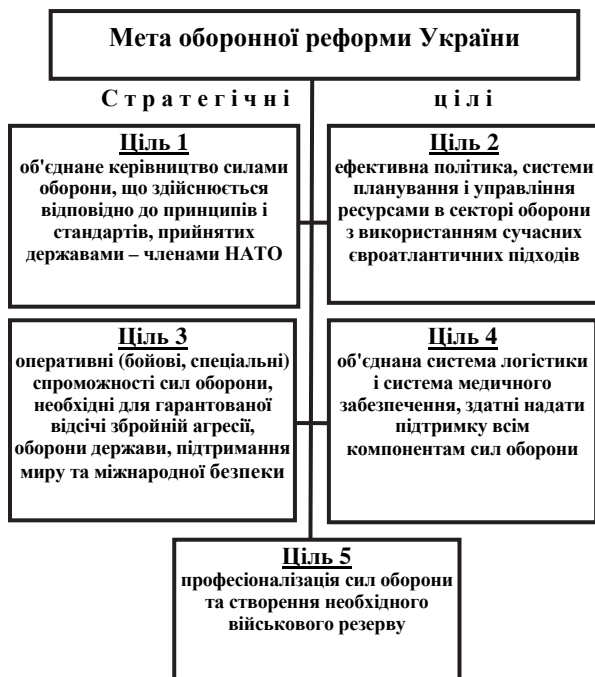 Мета оборонної реформи України
Стратегічні цілі
Ціль 1
об'єднане керівництво силами
оборони, що здійснюється
відповідно до принципів і
стандартів, прийнятих
державами – членами НАТО
Ціль 2
ефективна політика, системи
планування і управління
ресурсами в секторі оборони
з використанням сучасних
євроатлантичних підходів
Ціль 3
оперативні (бойові, спеціальні)
спроможності сил оборони,
необхідні для гарантованої
відсічі збройній агресії,
оборони держави, підтримання
миру та міжнародної безпеки
Ціль 4
об'єднана система логістики
і система медичного
забезпечення, здатні надати
підтримку всім
компонентам сил оборони
Ціль 5
професіоналізація сил оборони
та створення необхідного
військового резерву